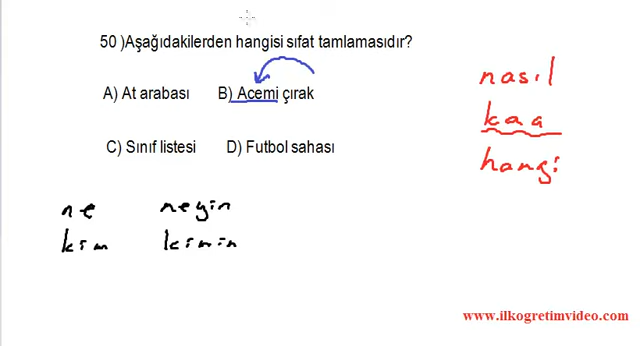 50 )Aşağıdakilerden hangisi sıfat tamlamasıdır?
A) At arabası B) Acemi çırak
C) Sınıf listesi D) Futbol sahası
nasıl
kaa
hangi
ne neyin
kim kimin
www.ilkogretimvideo.com